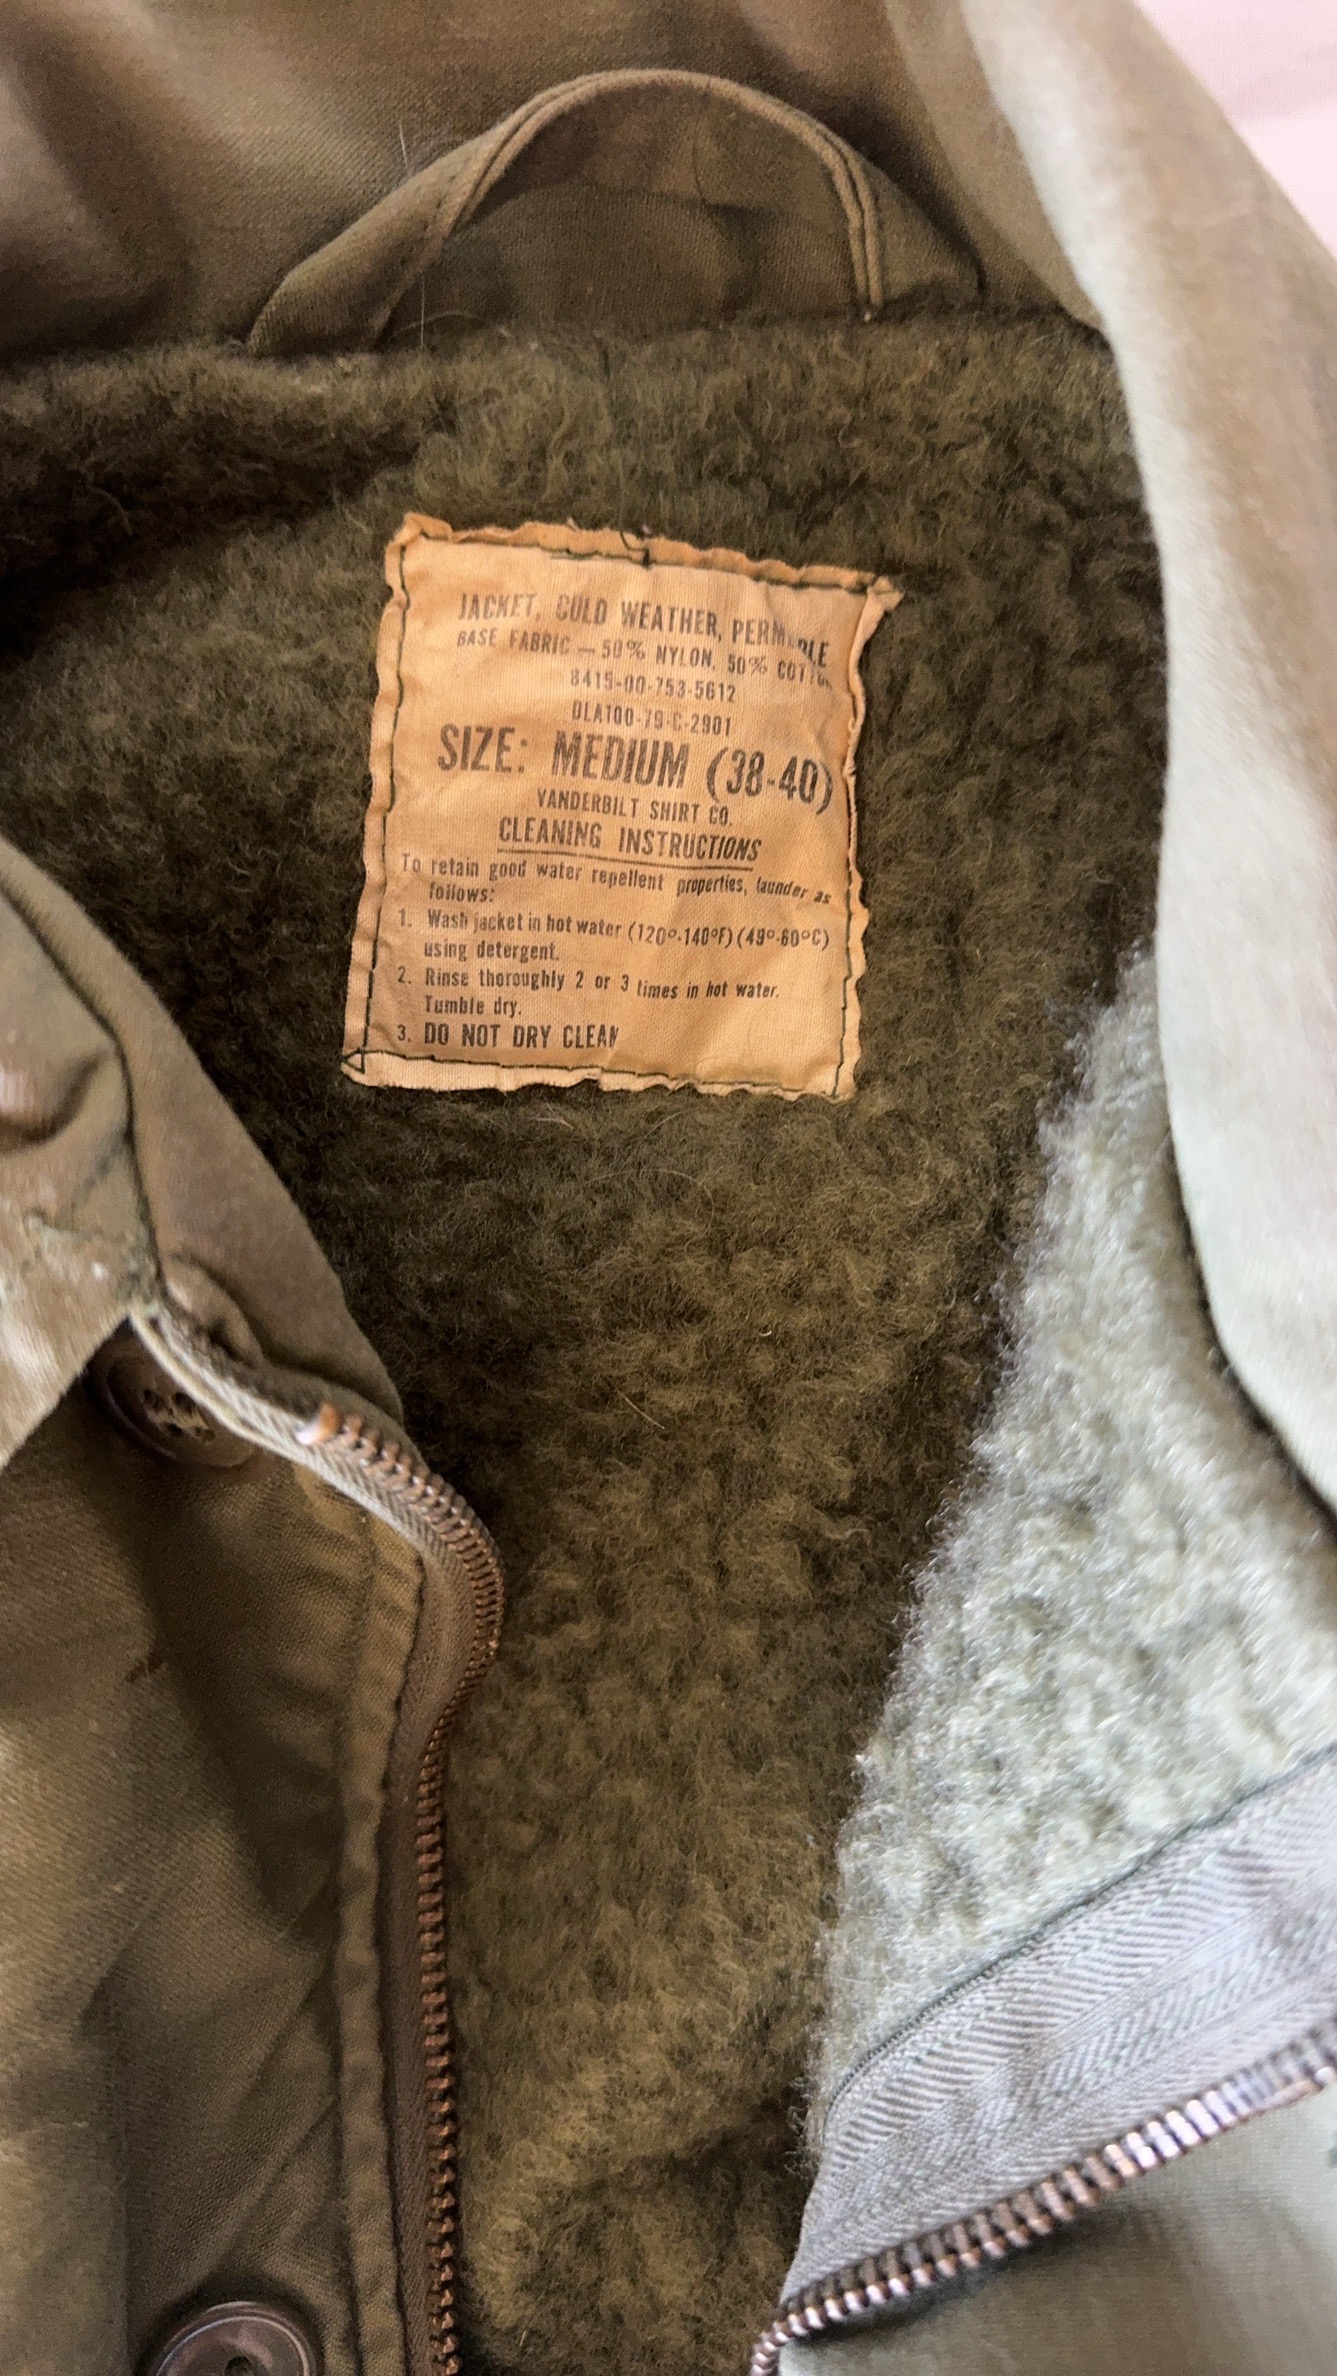 JACKET, COLD WEATHER, PERMEABLE
BASE FABRIC — 50% NYLON, 50% COTTON
8415-00-753-5612
DLA100-79-C-2901
SIZE: MEDIUM (38-40)
VANDERBILT SHIRT CO.
CLEANING INSTRUCTIONS
To retain good water repellent properties, launder as
follows:
1. Wash jacket in hot water (120°-140°F) (49°-60°C)
using detergent.
2. Rinse thoroughly 2 or 3 times in hot water.
Tumble dry.
3. DO NOT DRY CLEAN